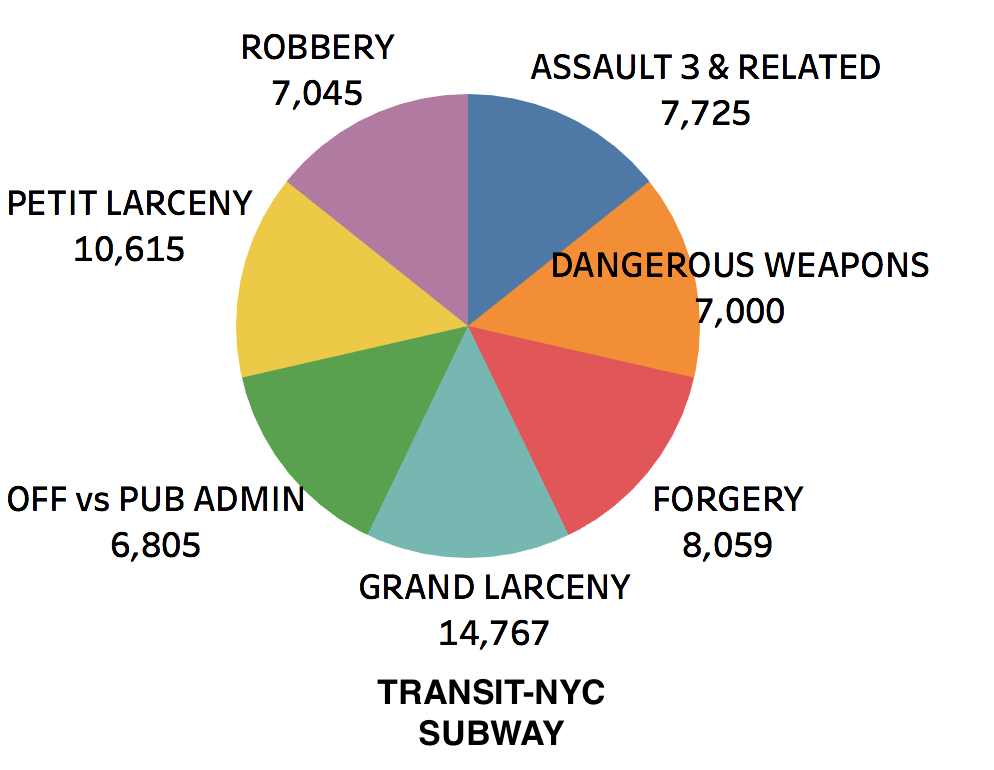 ROBBERY
7,045
ASSAULT 3 & RELATED
7,725
PETIT LARCENY
10,615
DANGEROUS WEAPONS
7,000
OFF vs PUB ADMIN
6,805
FORGERY
8,059
GRAND LARCENY
14,767
TRANSIT-NYC
SUBWAY